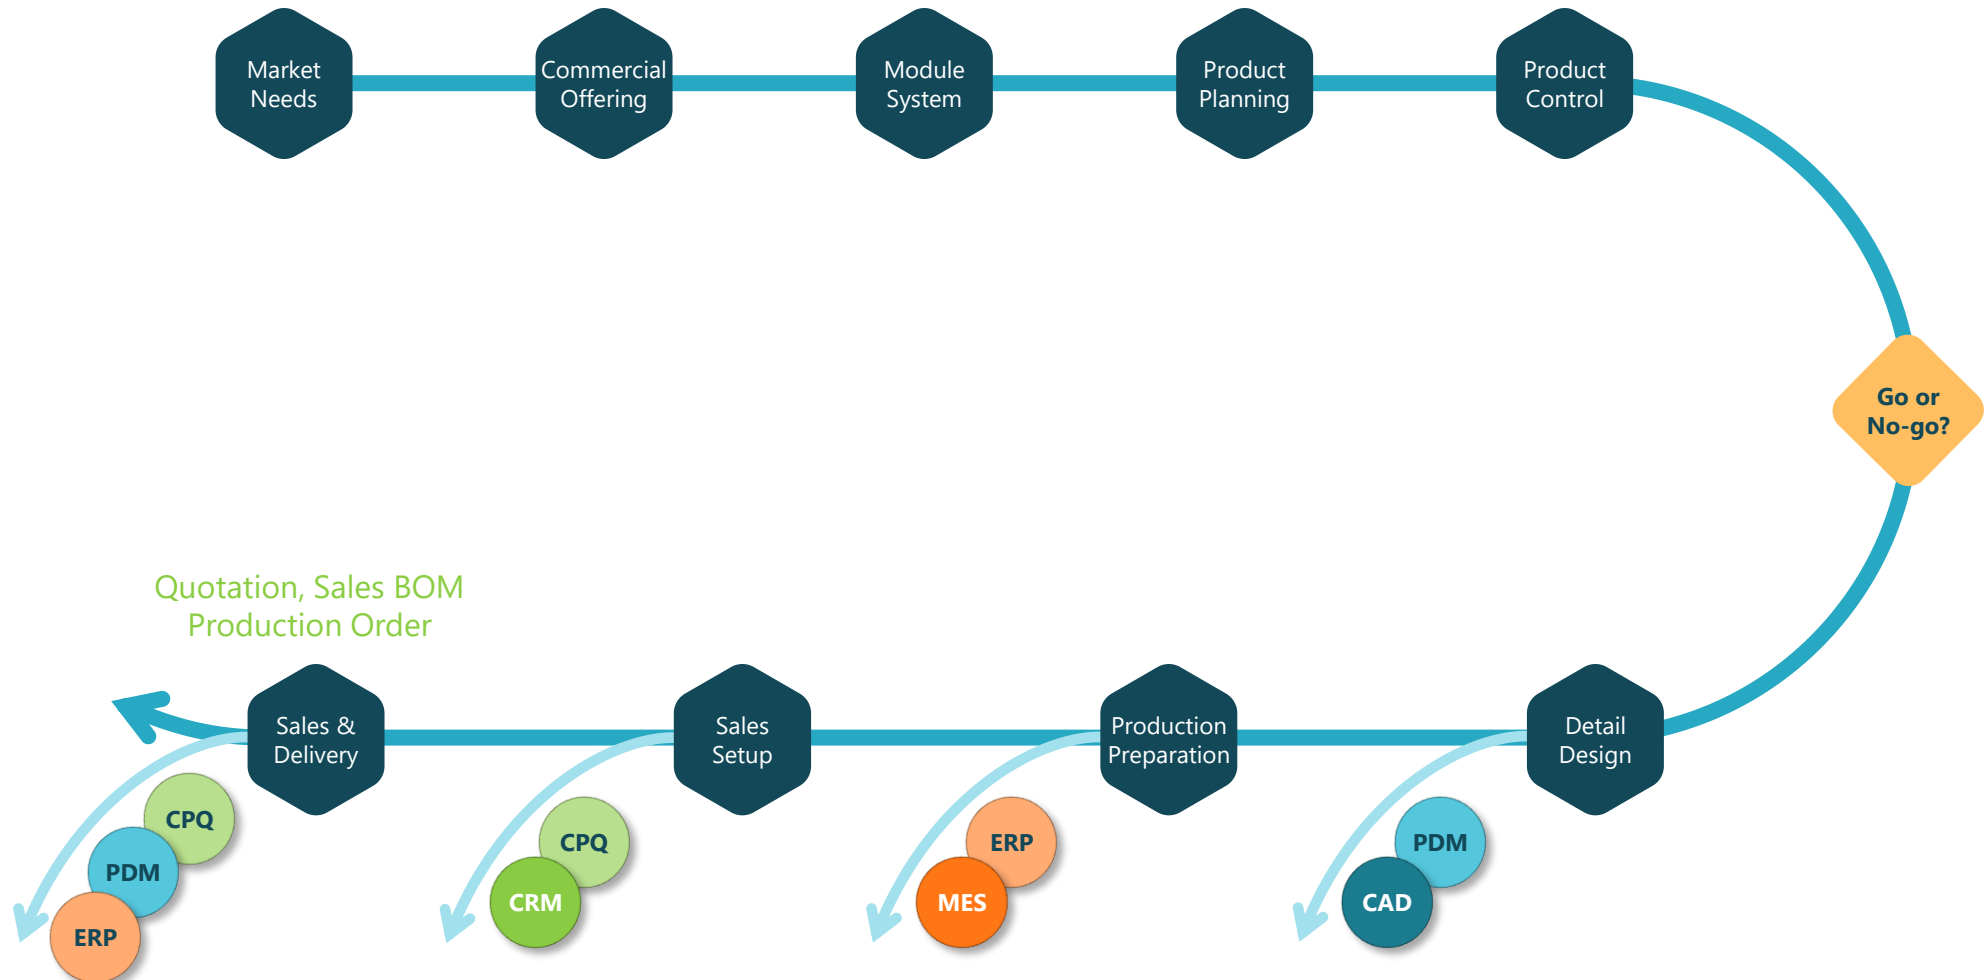 Market
Needs
Commercial
Offering
Module
System
Product
Planning
Product
Control
Go or
No-go?
Quotation, Sales BOM
Production Order
Sales &
Delivery
Sales
Setup
Production
Preparation
Detail
Design
CPQ
PDM
ERP
CPQ
CRM
ERP
MES
PDM
CAD